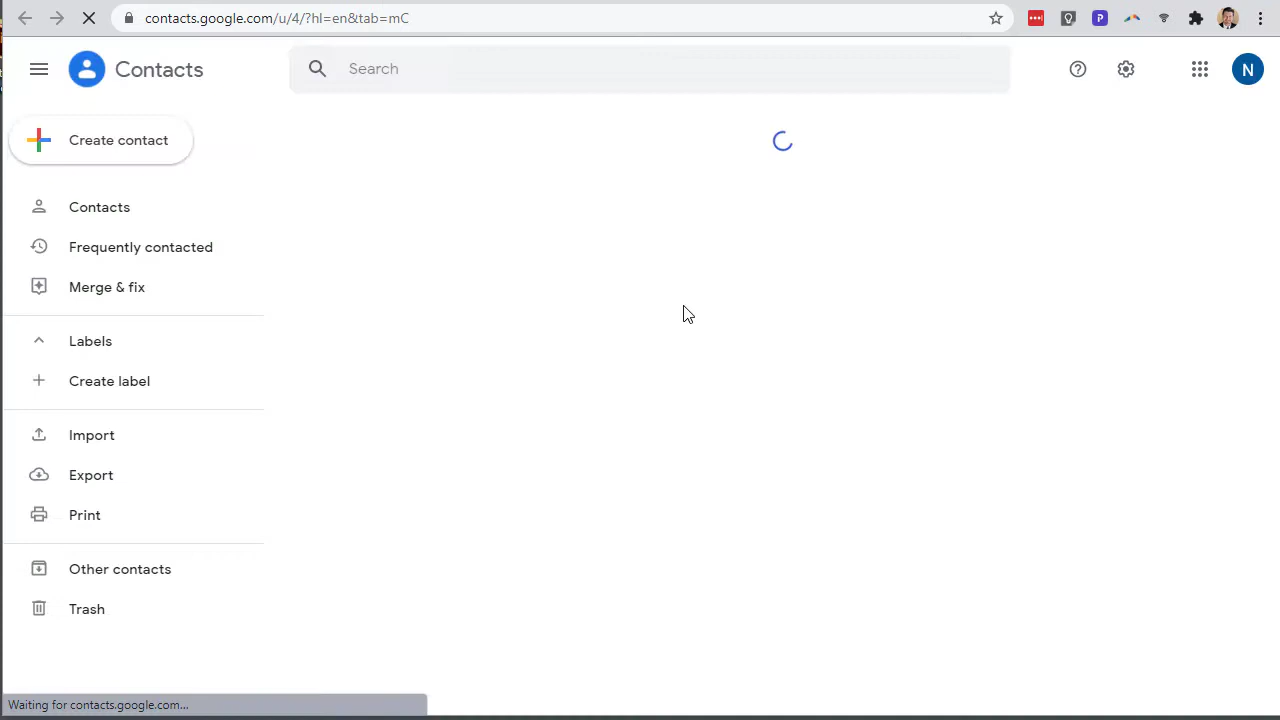 contacts.google.com/u/4/?hl=en&tab=mC
Contacts
Search
N
Create contact
Contacts
Frequently contacted
Merge & fix
Labels
Create label
Import
Export
Print
Other contacts
Trash
Waiting for contacts.google.com...